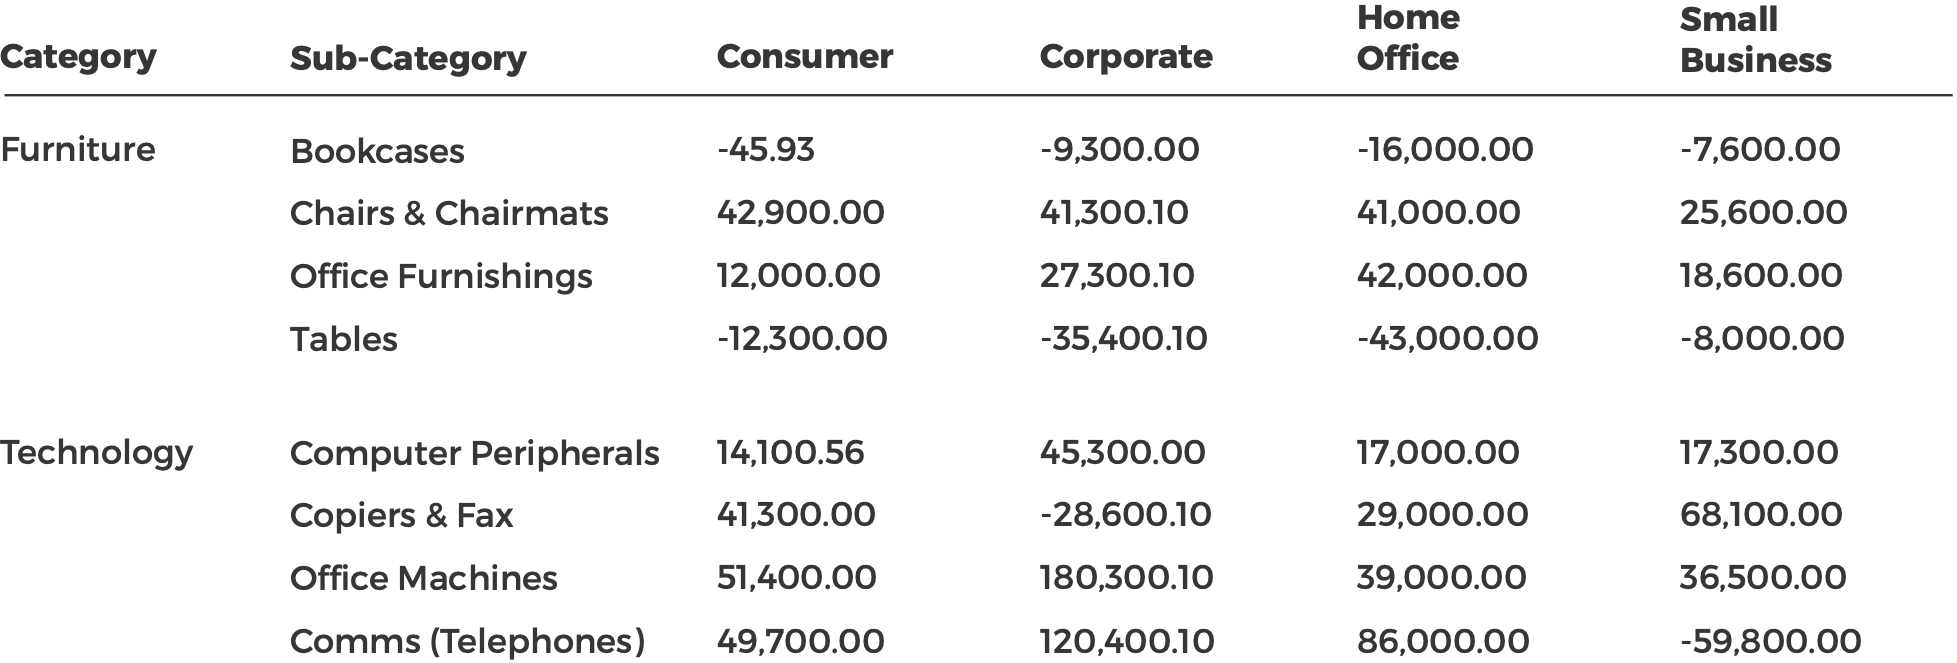 Category Sub-Category Consumer Corporate Home Office Small Business
Furniture Bookcases -45.93 -9,300.00 -16,000.00 -7,600.00
Chairs & Chairmats 42,900.00 41,300.10 41,000.00 25,600.00
Office Furnishings 12,000.00 27,300.10 42,000.00 18,600.00
Tables -12,300.00 -35,400.10 -43,000.00 -8,000.00
Technology Computer Peripherals 14,100.56 45,300.00 17,000.00 17,300.00
Copiers & Fax 41,300.00 -28,600.10 29,000.00 68,100.00
Office Machines 51,400.00 180,300.10 39,000.00 36,500.00
Comms (Telephones) 49,700.00 120,400.10 86,000.00 -59,800.00